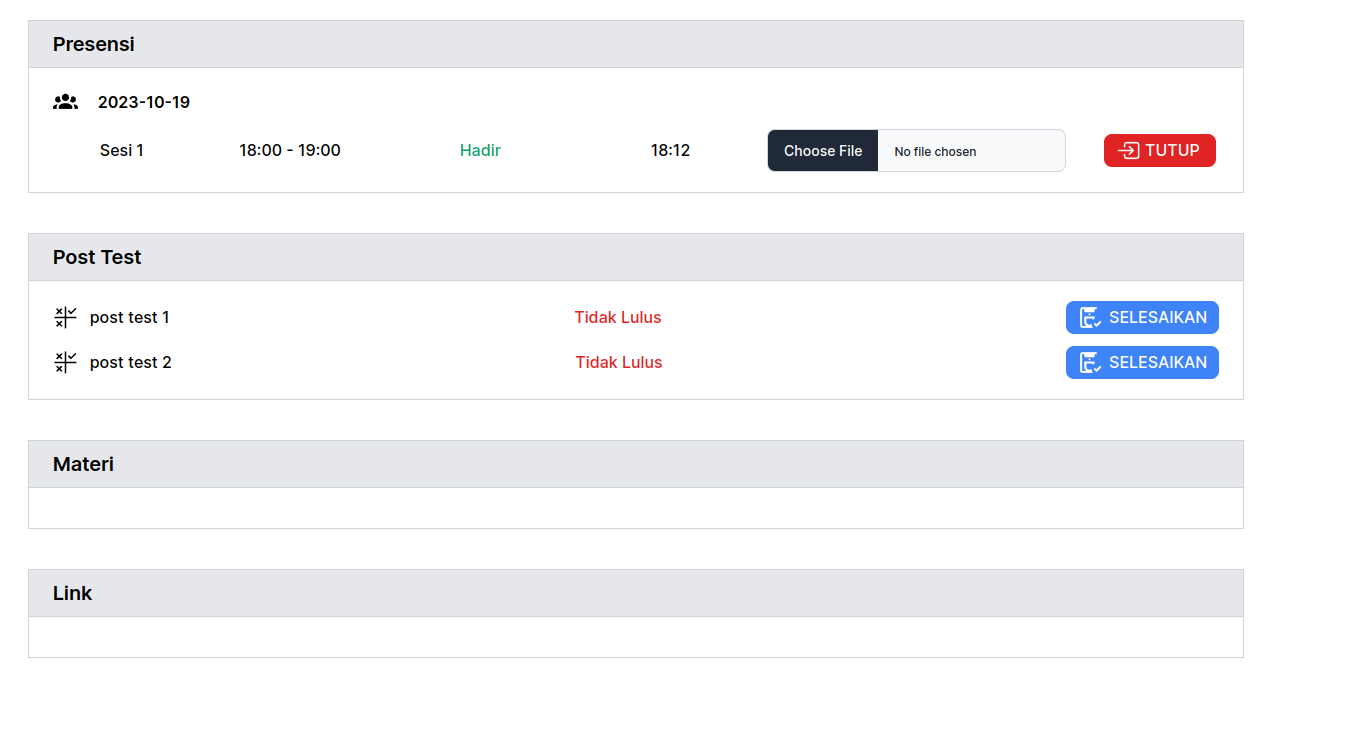 Presensi
2023-10-19
Sesi 1 18:00 - 19:00 Hadir 18:12 Choose File No file chosen TUTUP
Post Test
post test 1 Tidak Lulus SELESAIKAN
post test 2 Tidak Lulus SELESAIKAN
Materi
Link